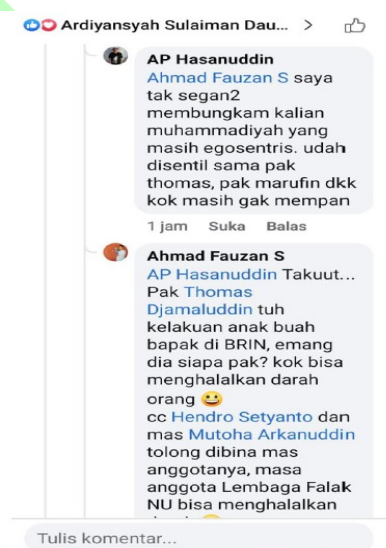 Ardiyansyah Sulaiman Dau... >
AP Hasanuddin
Ahmad Fauzan S saya
tak segan2
membungkam kalian
muhammadiyah yang
masih egosentris. udah
disentil sama pak
thomas, pak marufin dkk
kok masih gak mempan
1 jam Suka Balas
Ahmad Fauzan S
AP Hasanuddin Takuut...
Pak Thomas
Djamaluddin tuh
kelakuan anak buah
bapak di BRIN, emang
dia siapa pak? kok bisa
menghalalkan darah
orang 😀
cc Hendro Setyanto dan
mas Mutoha Arkanuddin
tolong dibina mas
anggotanya, masa
anggota Lembaga Falak
NU bisa menghalalkan
Tulis komentar...